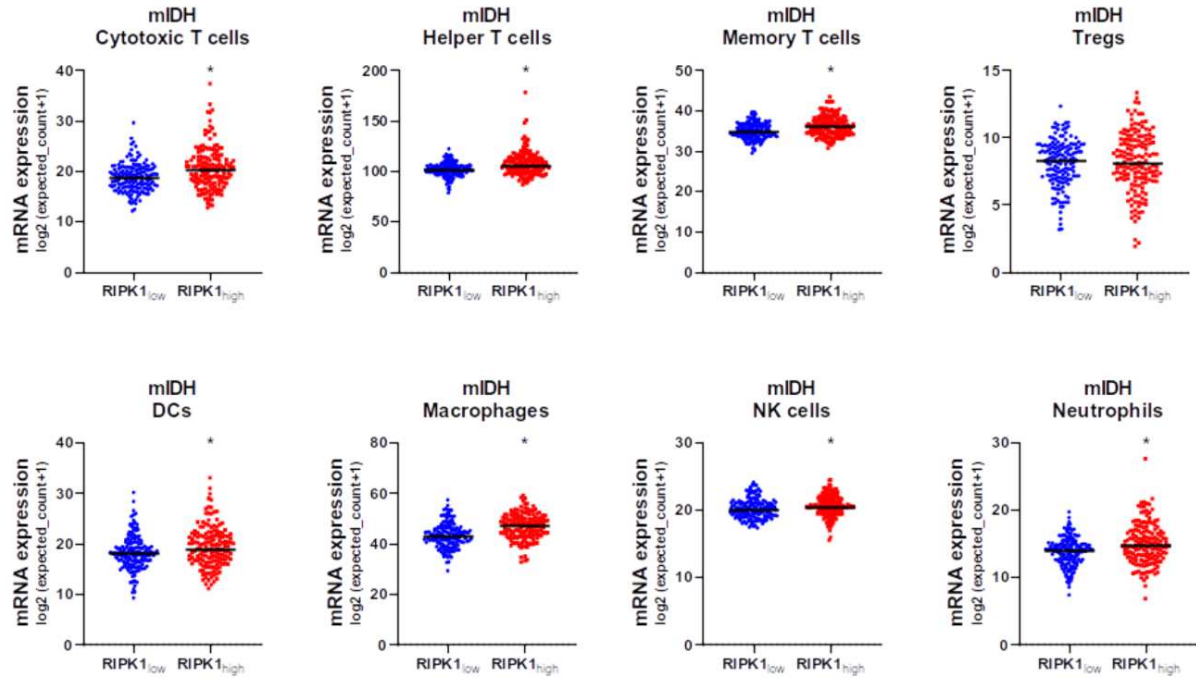 mIDH
Cytotoxic T cells
*
mRNA expression
log2 (expected_count+1)
40
30
20
10
0
RIPK1low RIPK1high
mIDH
Helper T cells
*
mRNA expression
log2 (expected_count+1)
200
150
100
50
0
RIPK1low RIPK1high
mIDH
Memory T cells
*
mRNA expression
log2 (expected_count+1)
50
40
30
20
10
0
RIPK1low RIPK1high
mIDH
Tregs
mRNA expression
log2 (expected_count+1)
15
10
5
0
RIPK1low RIPK1high
mIDH
DCs
*
mRNA expression
log2 (expected_count+1)
40
30
20
10
0
RIPK1low RIPK1high
mIDH
Macrophages
*
mRNA expression
log2 (expected_count+1)
80
60
40
20
0
RIPK1low RIPK1high
mIDH
NK cells
*
mRNA expression
log2 (expected_count+1)
30
20
10
0
RIPK1low RIPK1high
mIDH
Neutrophils
*
mRNA expression
log2 (expected_count+1)
30
20
10
0
RIPK1low RIPK1high